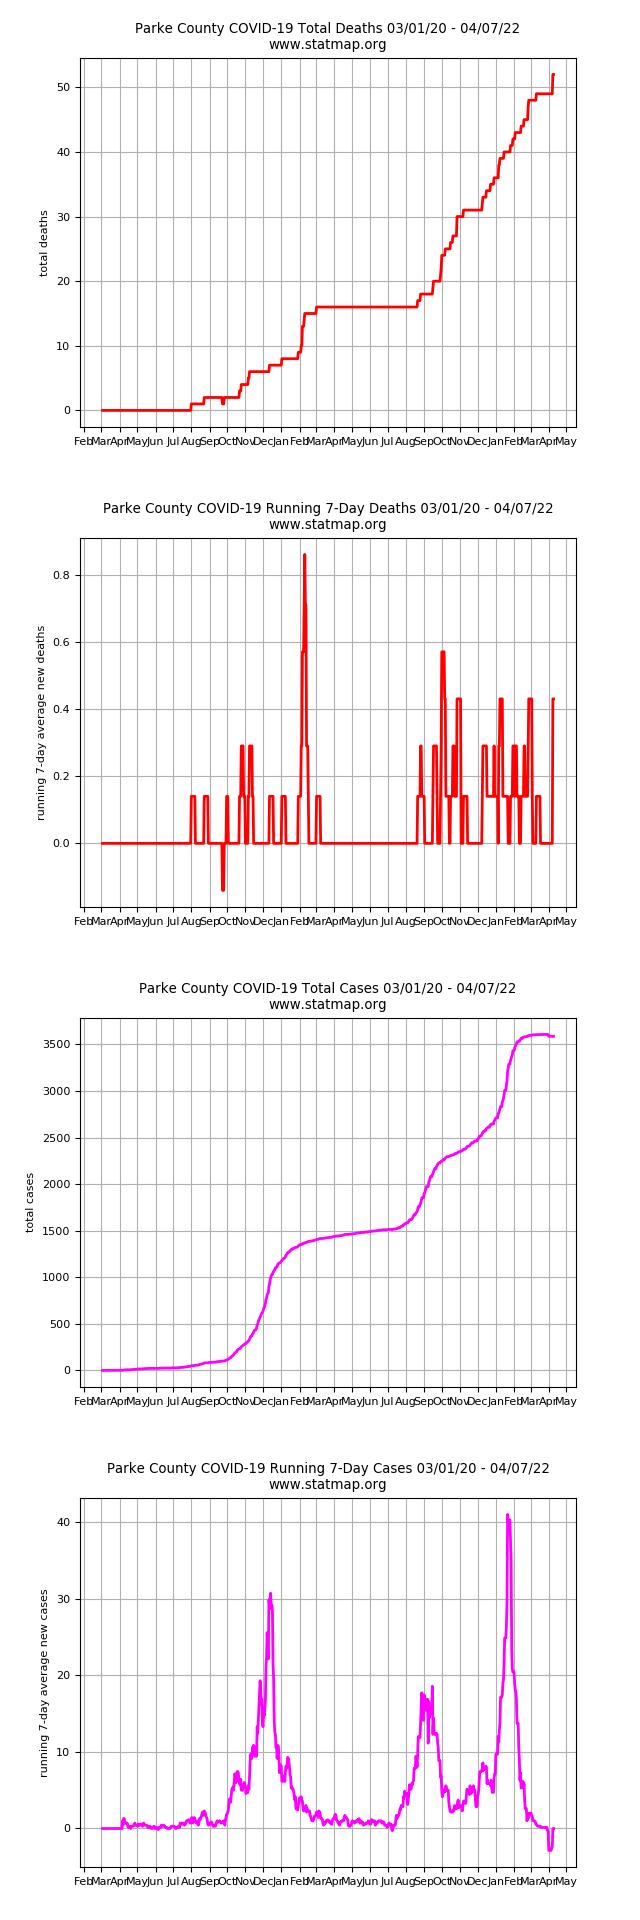 Parke County COVID-19 Total Deaths 03/01/20 - 04/07/22
www.statmap.org
50
40
30
20
10
0
total deaths
Feb Mar Apr May Jun Jul Aug Sep Oct Nov Dec Jan Feb Mar Apr May Jun Jul Aug Sep Oct Nov Dec Jan Feb Mar Apr May
Parke County COVID-19 Running 7-Day Deaths 03/01/20 - 04/07/22
www.statmap.org
0.8
0.6
0.4
0.2
0.0
running 7-day average new deaths
Feb Mar Apr May Jun Jul Aug Sep Oct Nov Dec Jan Feb Mar Apr May Jun Jul Aug Sep Oct Nov Dec Jan Feb Mar Apr May
Parke County COVID-19 Total Cases 03/01/20 - 04/07/22
www.statmap.org
3500
3000
2500
2000
1500
1000
500
0
total cases
Feb Mar Apr May Jun Jul Aug Sep Oct Nov Dec Jan Feb Mar Apr May Jun Jul Aug Sep Oct Nov Dec Jan Feb Mar Apr May
Parke County COVID-19 Running 7-Day Cases 03/01/20 - 04/07/22
www.statmap.org
40
30
20
10
0
running 7-day average new cases
Feb Mar Apr May Jun Jul Aug Sep Oct Nov Dec Jan Feb Mar Apr May Jun Jul Aug Sep Oct Nov Dec Jan Feb Mar Apr May